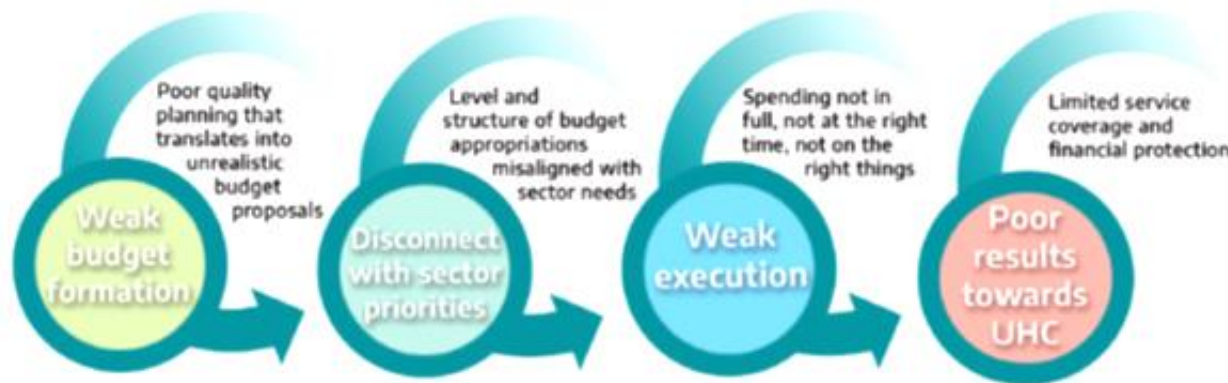 Poor quality
planning that
translates into
unrealistic
budget
proposals
Weak
budget
formation
Level and
structure of budget
appropriations
misaligned with
sector needs
Disconnect
with sector
priorities
Spending not in
full, not at the right
time, not on the
right things
Weak
execution
Limited service
coverage and
financial protection
Poor
results
towards
UHC